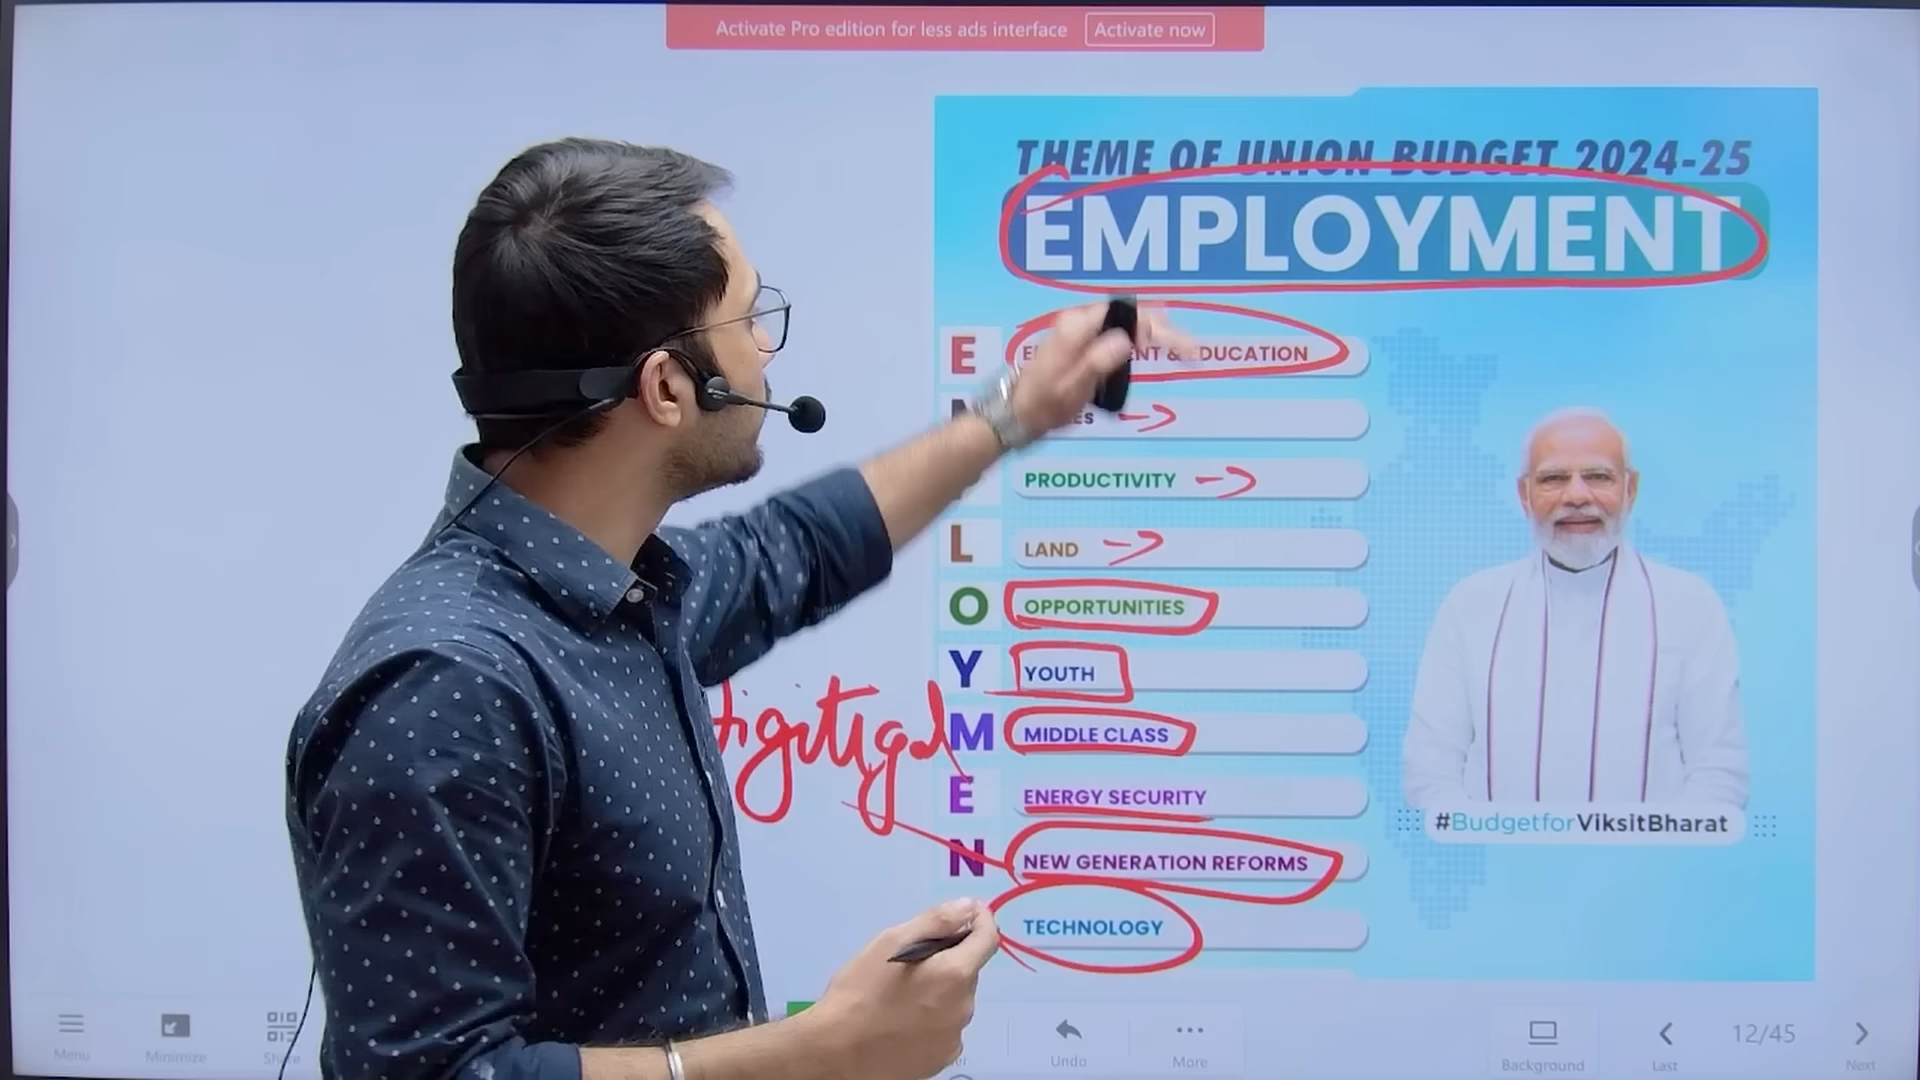 Activate Pro edition for less ads interface Activate now
THEME OF UNION BUDGET 2024-25
EMPLOYMENT
E & EDUCATION
PRODUCTIVITY
L LAND
O OPPORTUNITIES
Y YOUTH
M MIDDLE CLASS
E ENERGY SECURITY
N NEW GENERATION REFORMS
TECHNOLOGY
#BudgetforViksitBharat
Menu Minimize Undo More Background Last 12/45 Next